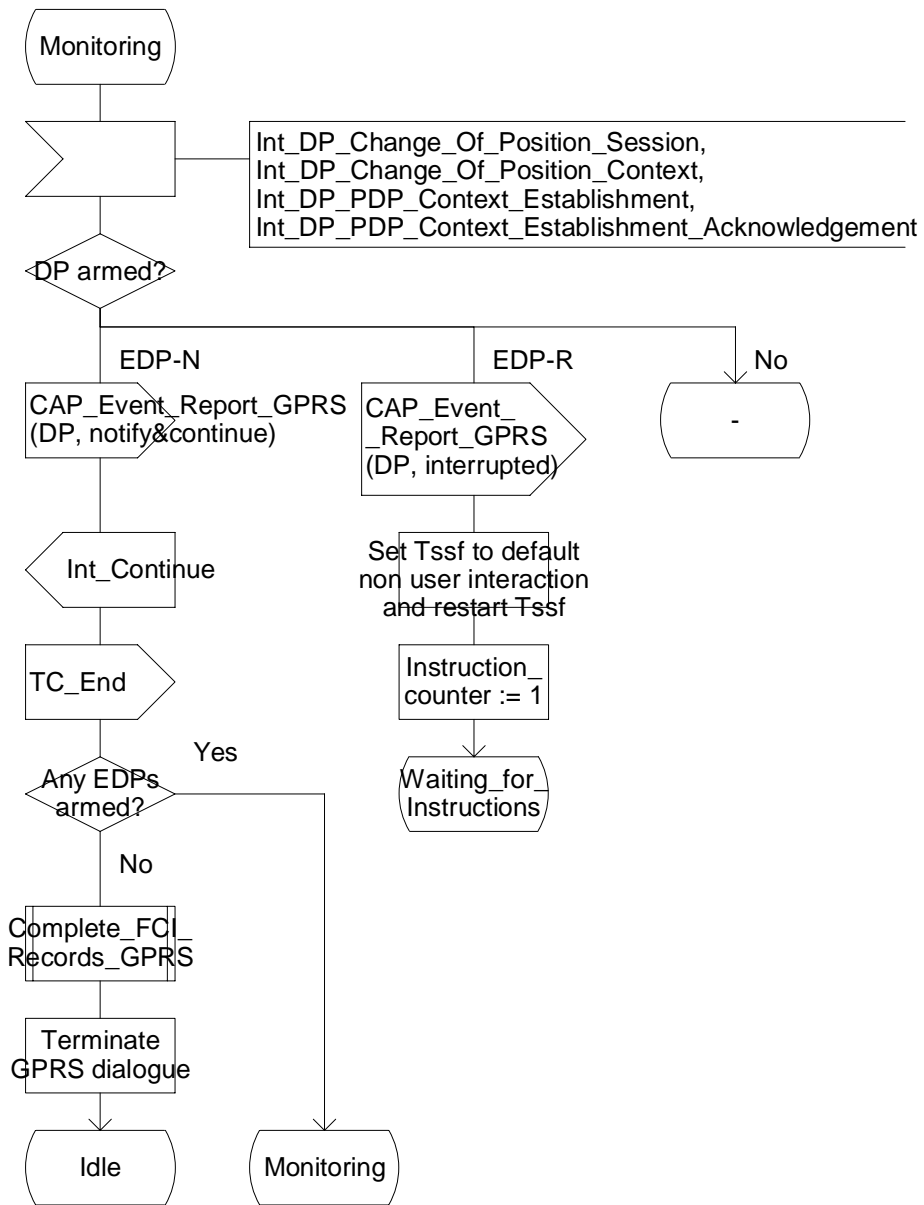 Monitoring
Int_DP_Change_Of_Position_Session,
Int_DP_Change_Of_Position_Context,
Int_DP_PDP_Context_Establishment,
Int_DP_PDP_Context_Establishment_Acknowledgement
DP armed?
EDP-N
EDP-R
No
CAP_Event_Report_GPRS
(DP, notify&continue)
CAP_Event_
_Report_GPRS
(DP, interrupted)
-
Int_Continue
Set Tssf to default
non user interaction
and restart Tssf
TC_End
Instruction_
counter := 1
Yes
Any EDPs
armed?
Waiting_for_
Instructions
No
Complete_FCI_
Records_GPRS
Terminate
GPRS dialogue
Idle
Monitoring